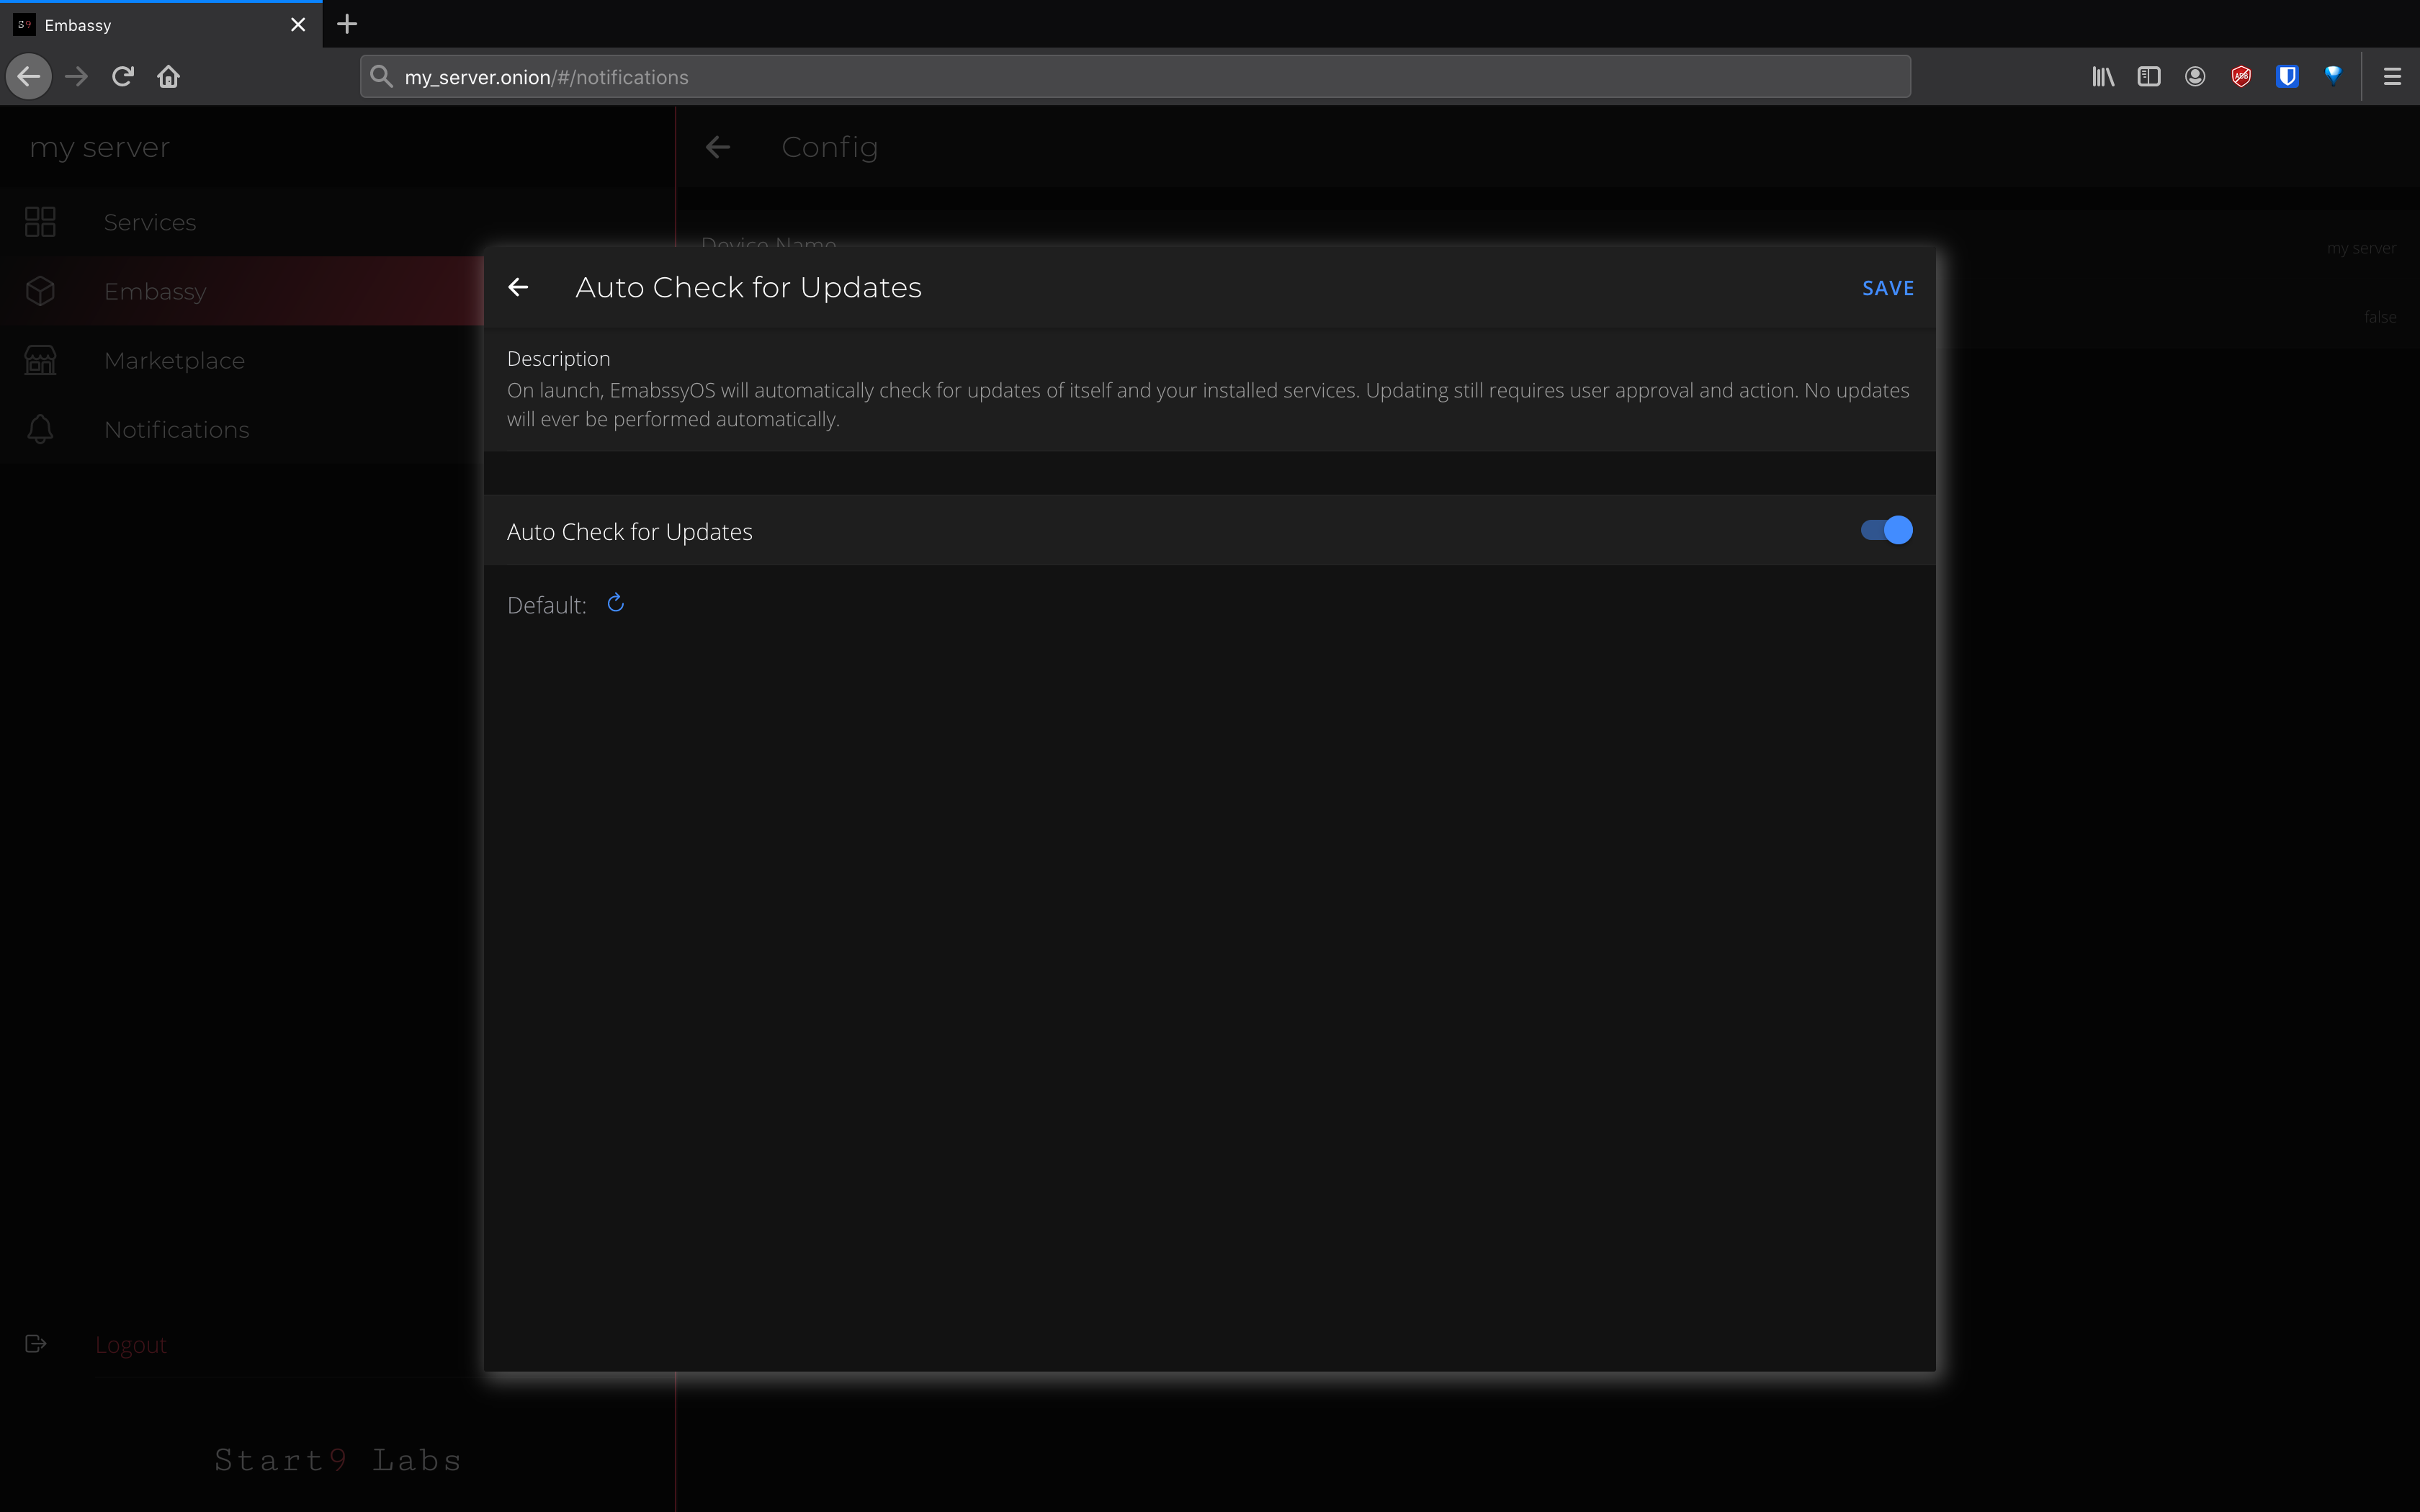 S9 Embassy
my_server.onion/#/notifications
ABP
my server
Config
Services
Device Name
my server
Embassy
false
Marketplace
Notifications
Auto Check for Updates
SAVE
Description
On launch, EmabssyOS will automatically check for updates of itself and your installed services. Updating still requires user approval and action. No updates
will ever be performed automatically.
Auto Check for Updates
Default:
Logout
Start9 Labs